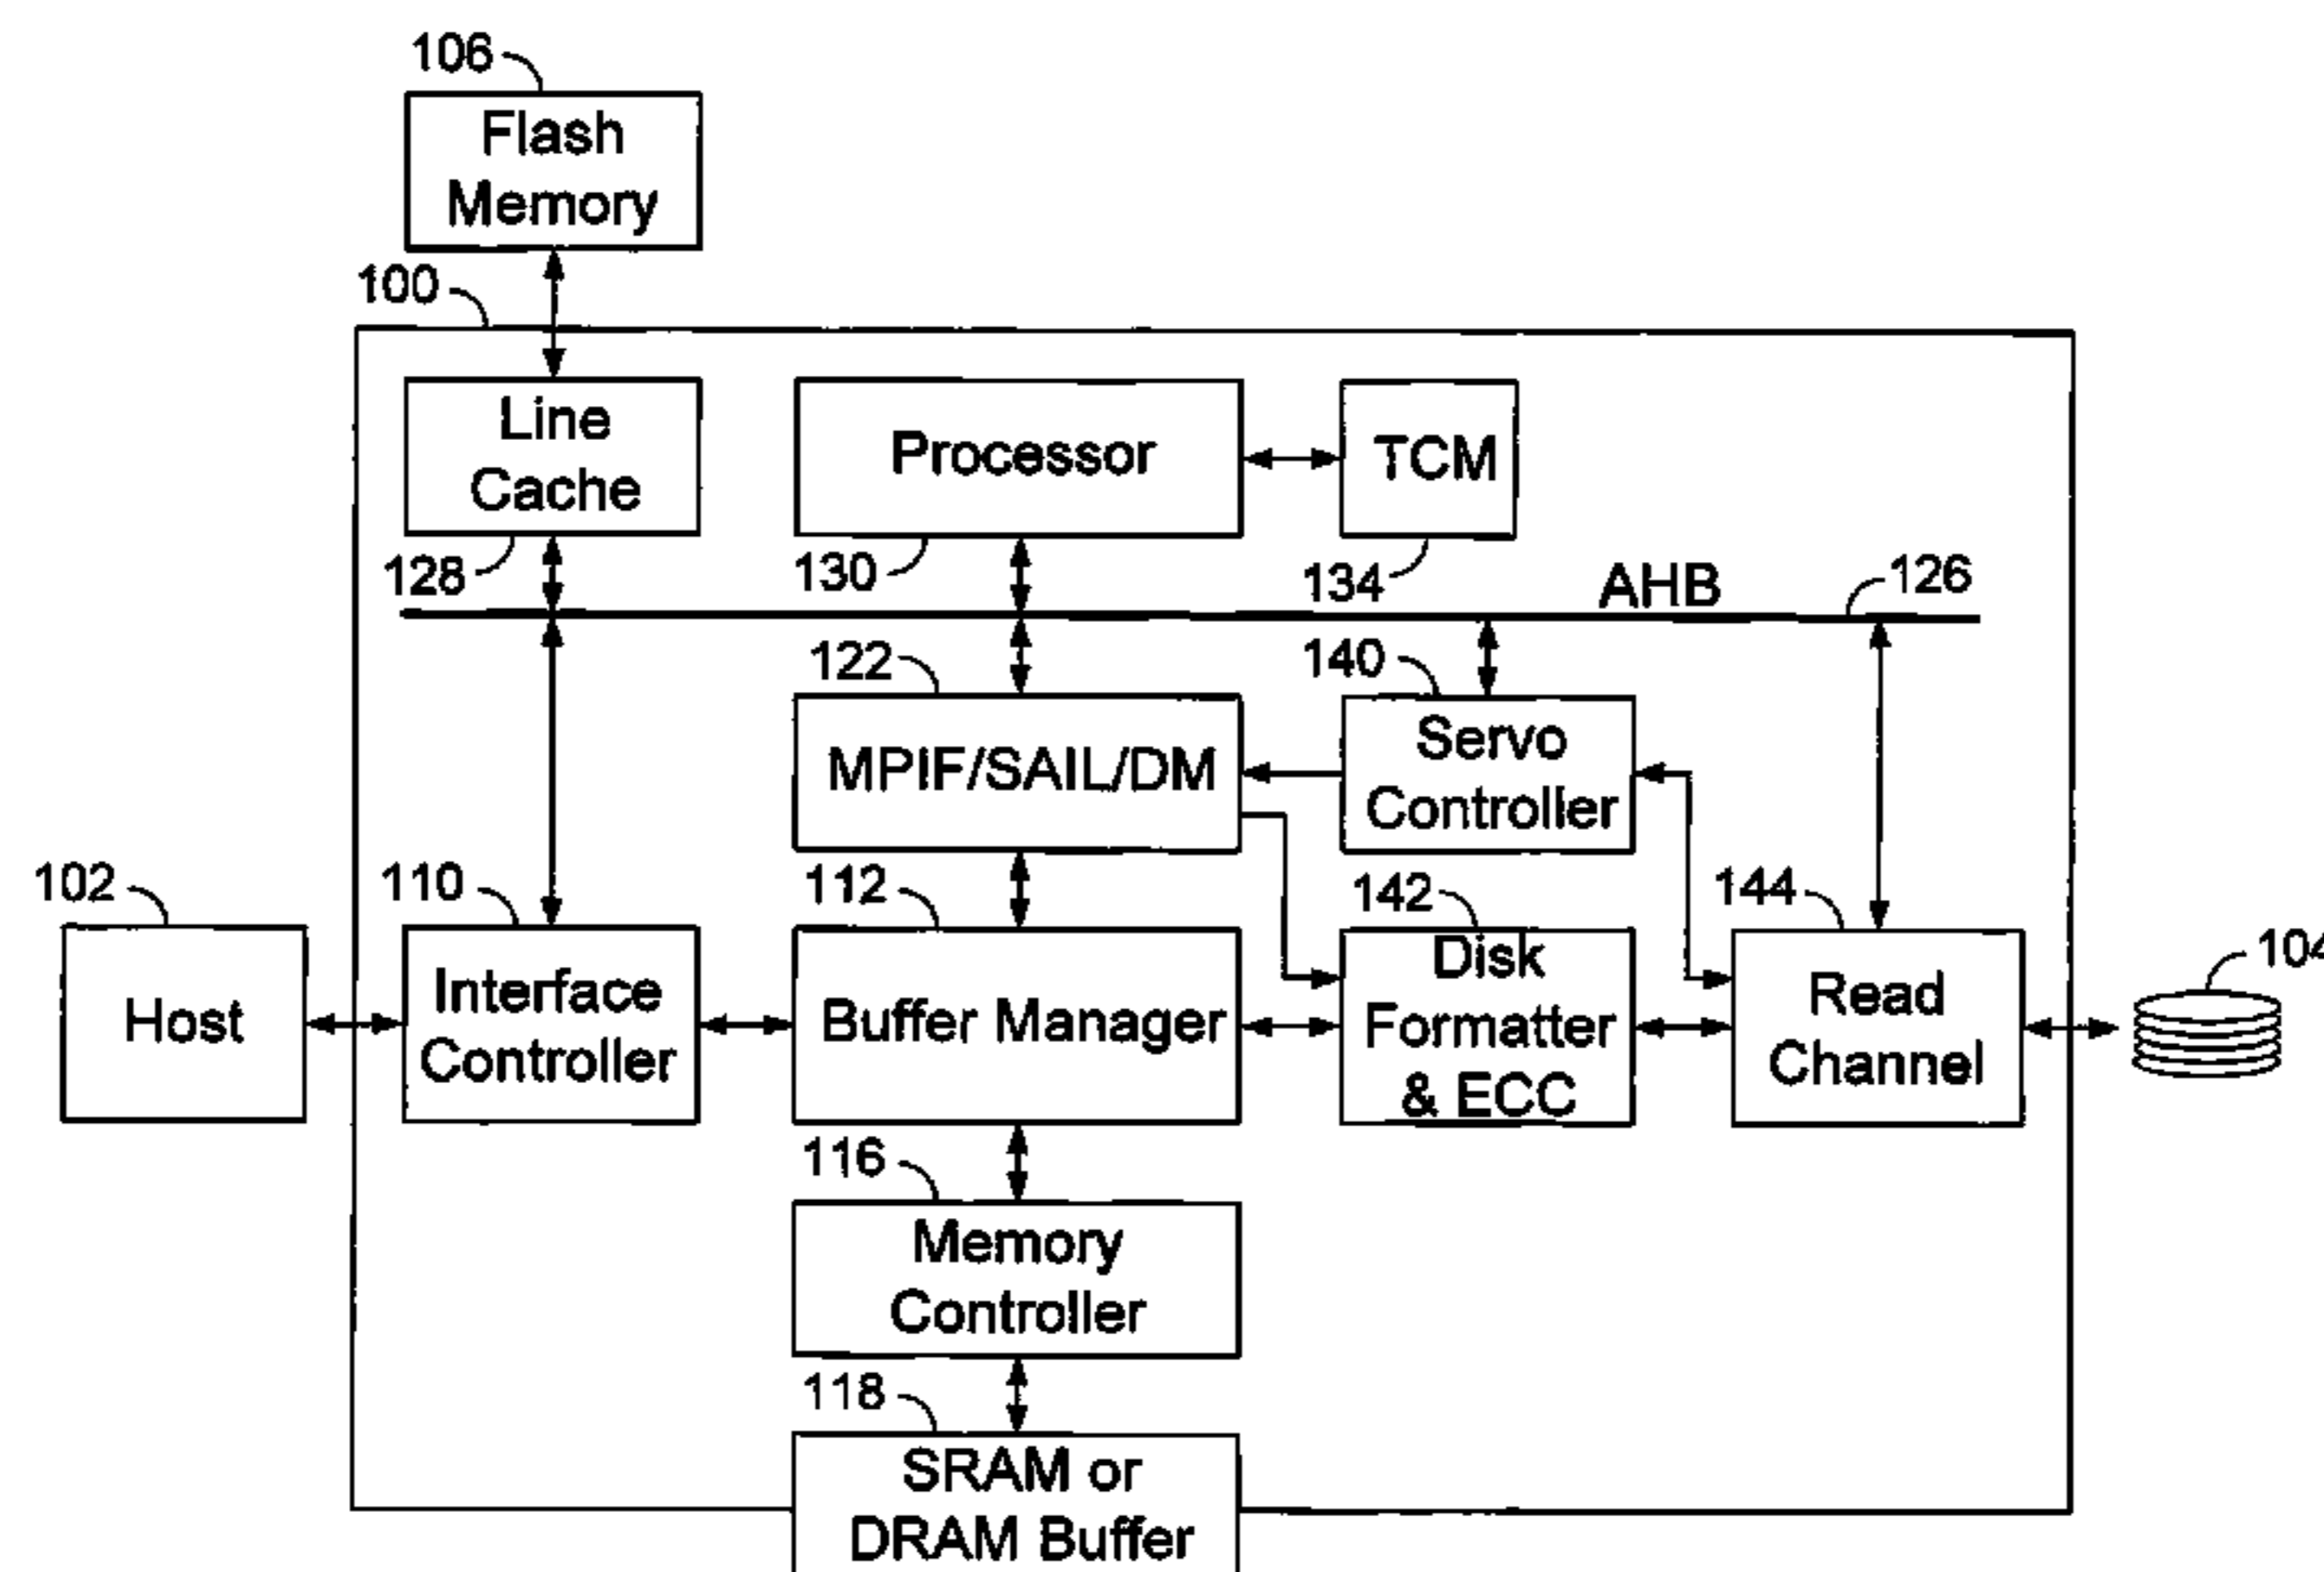 106
Flash
Memory
100
Line
Cache
Processor
TCM
128
130
134
AHB
126
122
140
MPIF/SAIL/DM
Servo
Controller
102
110
112
142
144
104
Host
Interface
Controller
Buffer Manager
Disk
Formatter
& ECC
Read
Channel
116
Memory
Controller
118
SRAM or
DRAM Buffer